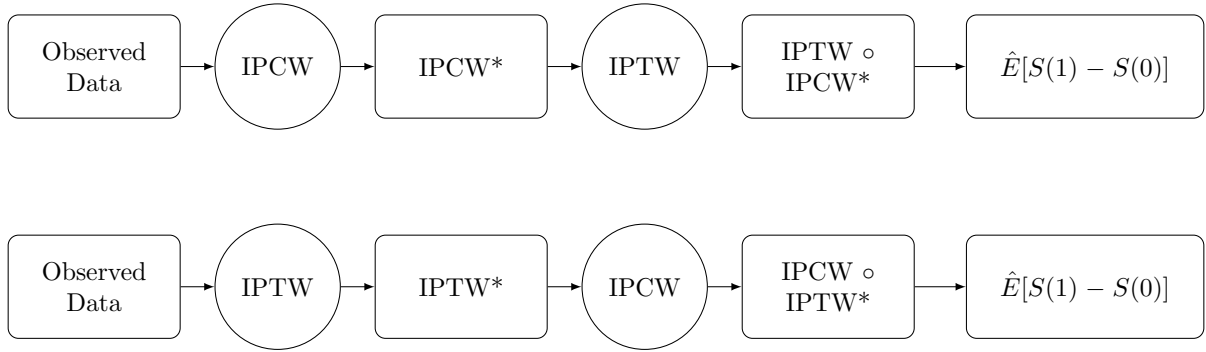 Observed
Data
IPCW
IPCW*
IPTW
IPTW ∘
IPCW*
Ê[S(1) − S(0)]
Observed
Data
IPTW
IPTW*
IPCW
IPCW ∘
IPTW*
Ê[S(1) − S(0)]